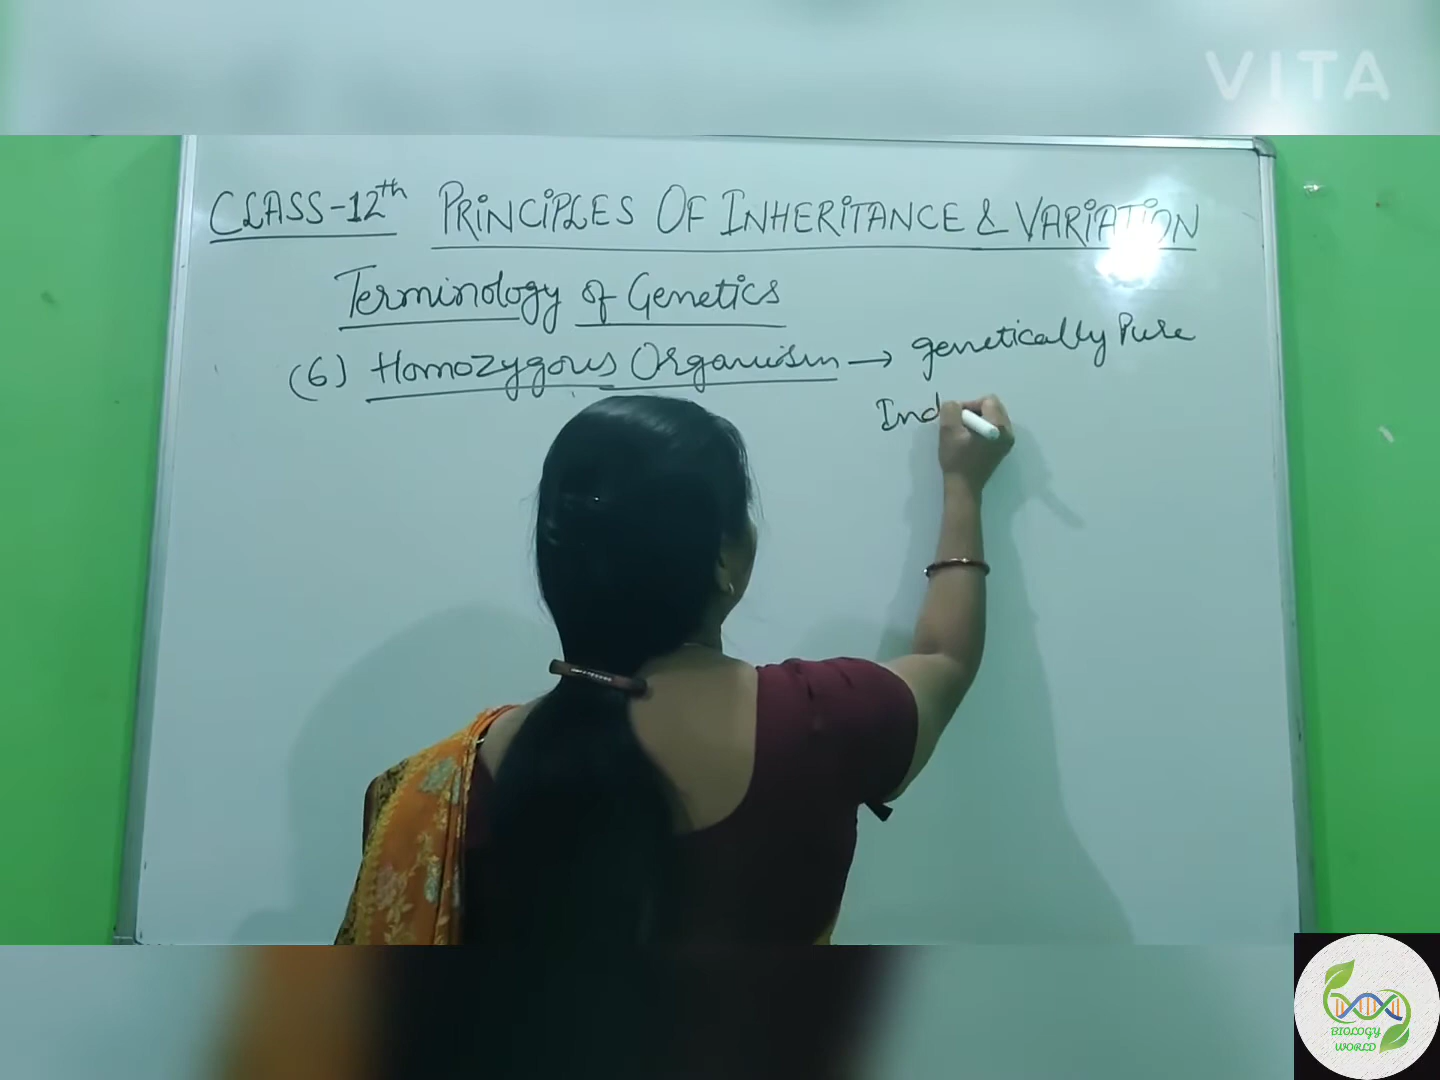 VITA
CLASS-12th PRINCIPLES OF INHERITANCE & VARIATION
Terminology of Genetics
(6) Homozygous Organism → genetically Pure
Ind
BIOLOGY
WORLD